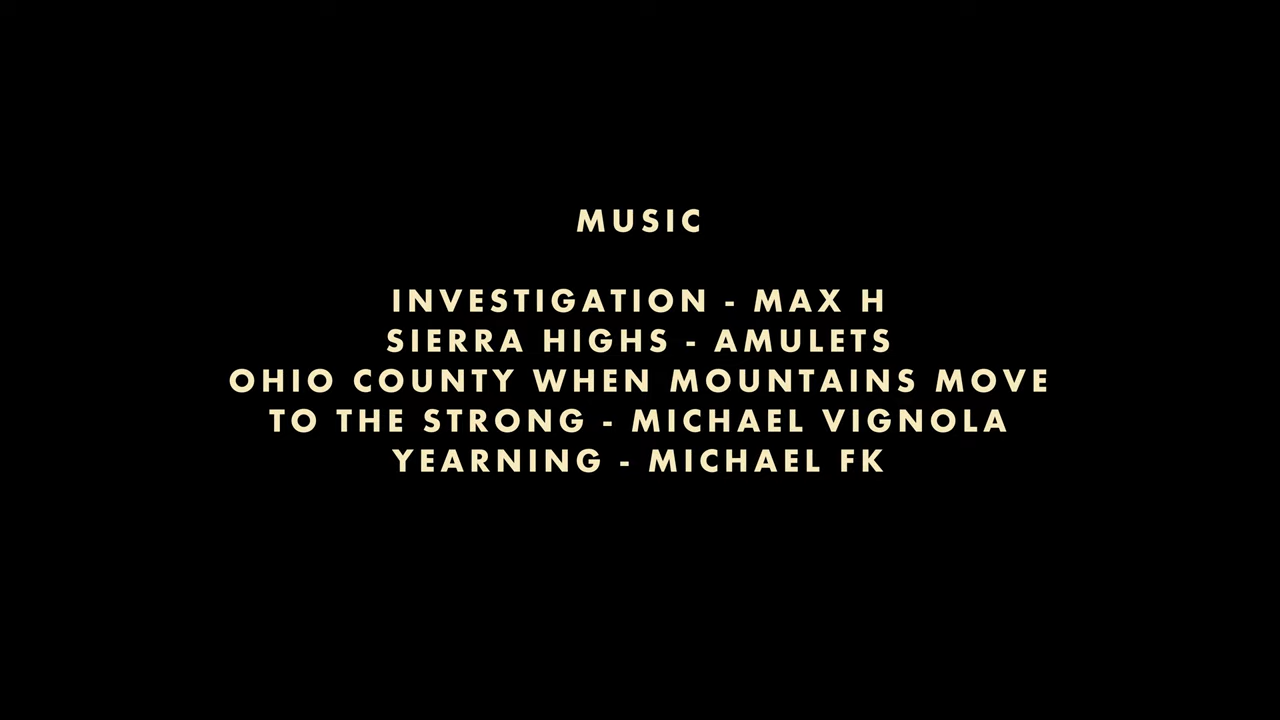 MUSIC
INVESTIGATION - MAX H
SIERRA HIGHS - AMULETS
OHIO COUNTY WHEN MOUNTAINS MOVE
TO THE STRONG - MICHAEL VIGNOLA
YEARNING - MICHAEL FK